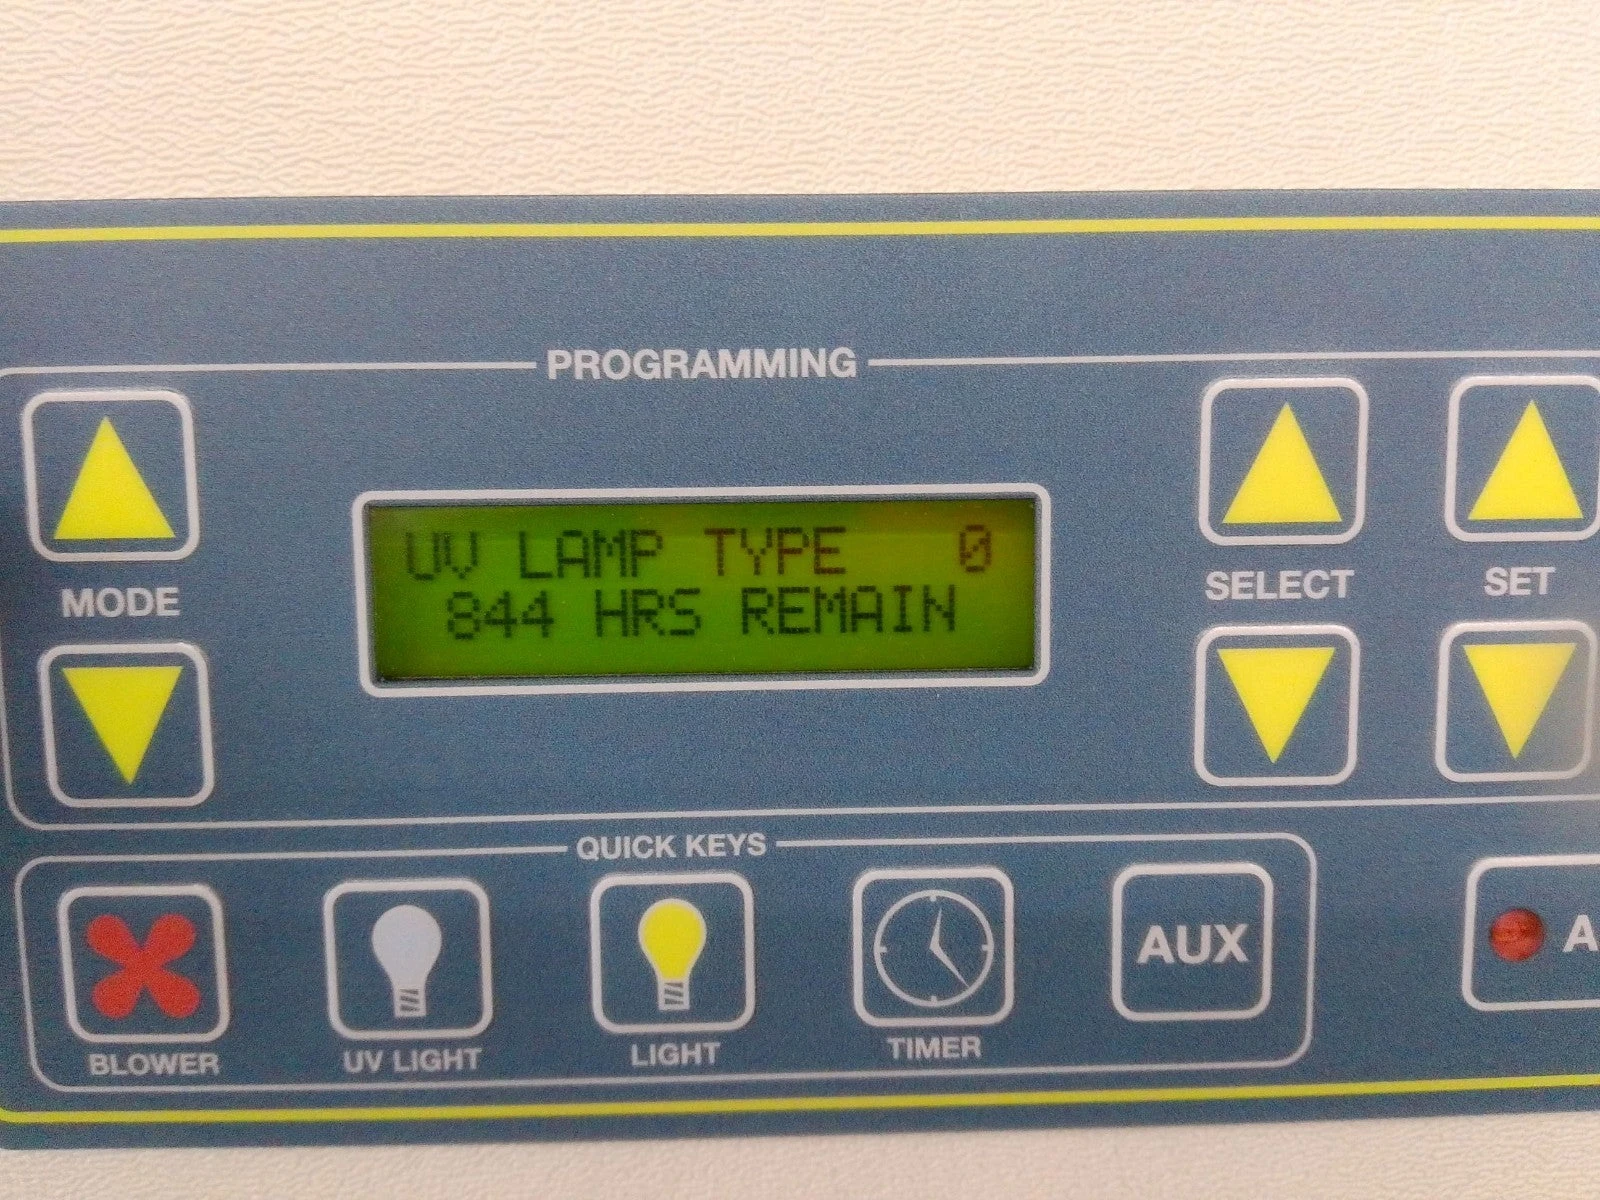 PROGRAMMING
UV LAMP TYPE 0
844 HRS REMAIN
MODE
SELECT
SET
QUICK KEYS
AUX
BLOWER
UV LIGHT
LIGHT
TIMER